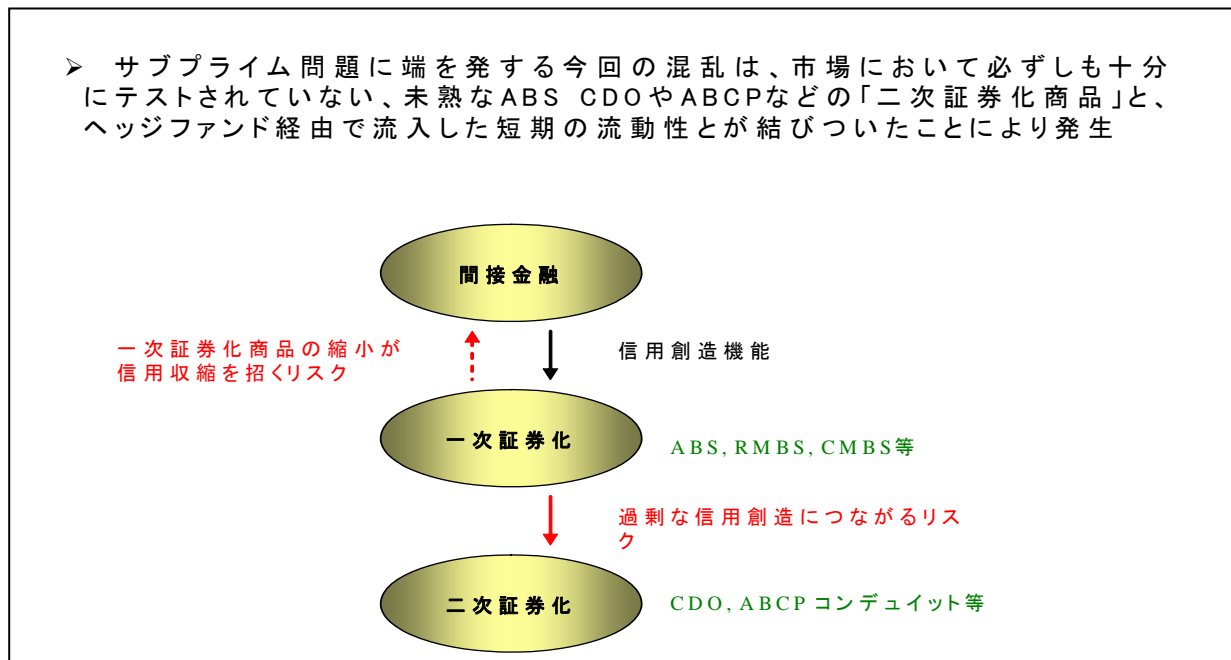 ➢ サブプライム問題に端を発する今回の混乱は、市場において必ずしも十分
にテストされていない、未熟なABS CDOやABCPなどの「二次証券化商品」と、
ヘッジファンド経由で流入した短期の流動性とが結びついたことにより発生
間接金融
一次証券化商品の縮小が
信用収縮を招くリスク
信用創造機能
一次証券化
ABS, RMBS, CMBS等
過剰な信用創造につながるリス
ク
二次証券化
CDO, ABCP コンデュイット等